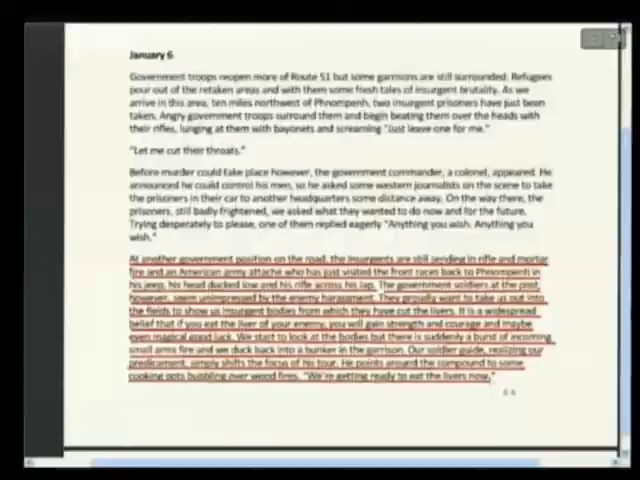 January 6
Government troops reopen more of Route 51 but some garrisons are still surrounded. Refugees
pour out of the retaken areas and with them some fresh tales of insurgent brutality. As we
arrive in this area, ten miles northwest of Phnompenh, two insurgent prisoners have just been
taken. Angry government troops surround them and begin beating them over the heads with
their rifles, lunging at them with bayonets and screaming "Just leave one for me."
"Let me cut their throats."
Before murder could take place however, the government commander, a colonel, appeared. He
announced he could control his men, so he asked some western journalists on the scene to take
the prisoners in their car to another headquarters some distance away. On the way there, the
prisoners, still badly frightened, we asked what they wanted to do now and for the future.
Trying desperately to please, one of them replied eagerly "Anything you wish. Anything you
wish."
At another government position on the road, the insurgents are still sending in rifle and mortar
fire and an American army attaché who has just visited the front races back to Phnompenh in
his jeep, his head ducked low and his rifle across his lap. The government soldiers at the post,
however, seem unimpressed by the enemy harassment. They proudly want to take us out into
the fields to show us insurgent bodies from which they have cut the livers. It is a widespread
belief that if you eat the liver of your enemy, you will gain strength and courage and maybe
even magical good luck. We start to look at the bodies but there is suddenly a burst of incoming
small arms fire and we duck back into a bunker in the garrison. Our soldier guide, realizing our
predicament, simply shifts the focus of his tour. He points around the compound to some
cooking pots bubbling over wood fires. "We're getting ready to eat the livers now."